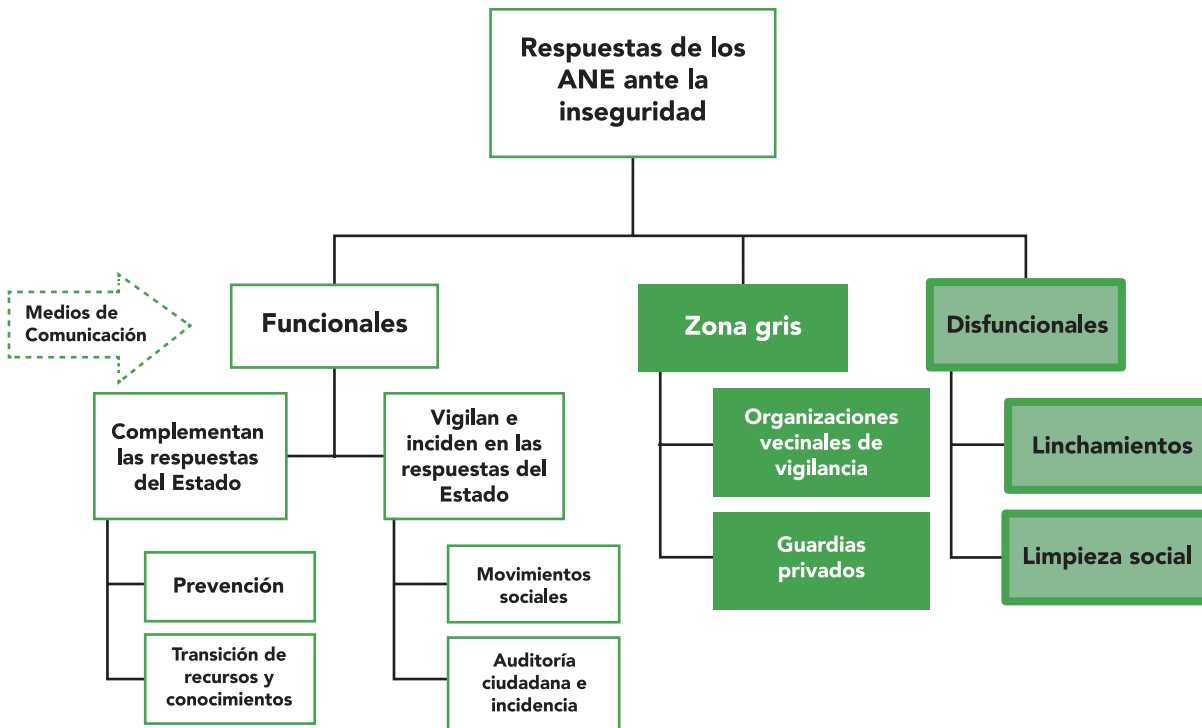 Respuestas de los
ANE ante la
inseguridad
Medios de
Comunicación
Funcionales
Zona gris
Disfuncionales
Complementan
las respuestas
del Estado
Vigilan e
inciden en las
respuestas del
Estado
Organizaciones
vecinales de
vigilancia
Linchamientos
Prevención
Movimientos
sociales
Guardias
privados
Limpieza social
Transición de
recursos y
conocimientos
Auditoría
ciudadana e
incidencia